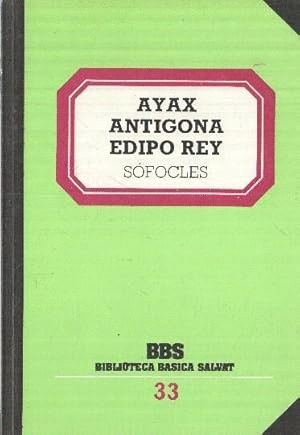 AYAX
ANTIGONA
EDIPO REY
SÓFOCLES
BBS
BIBLIOTECA BASICA SALVAT
33